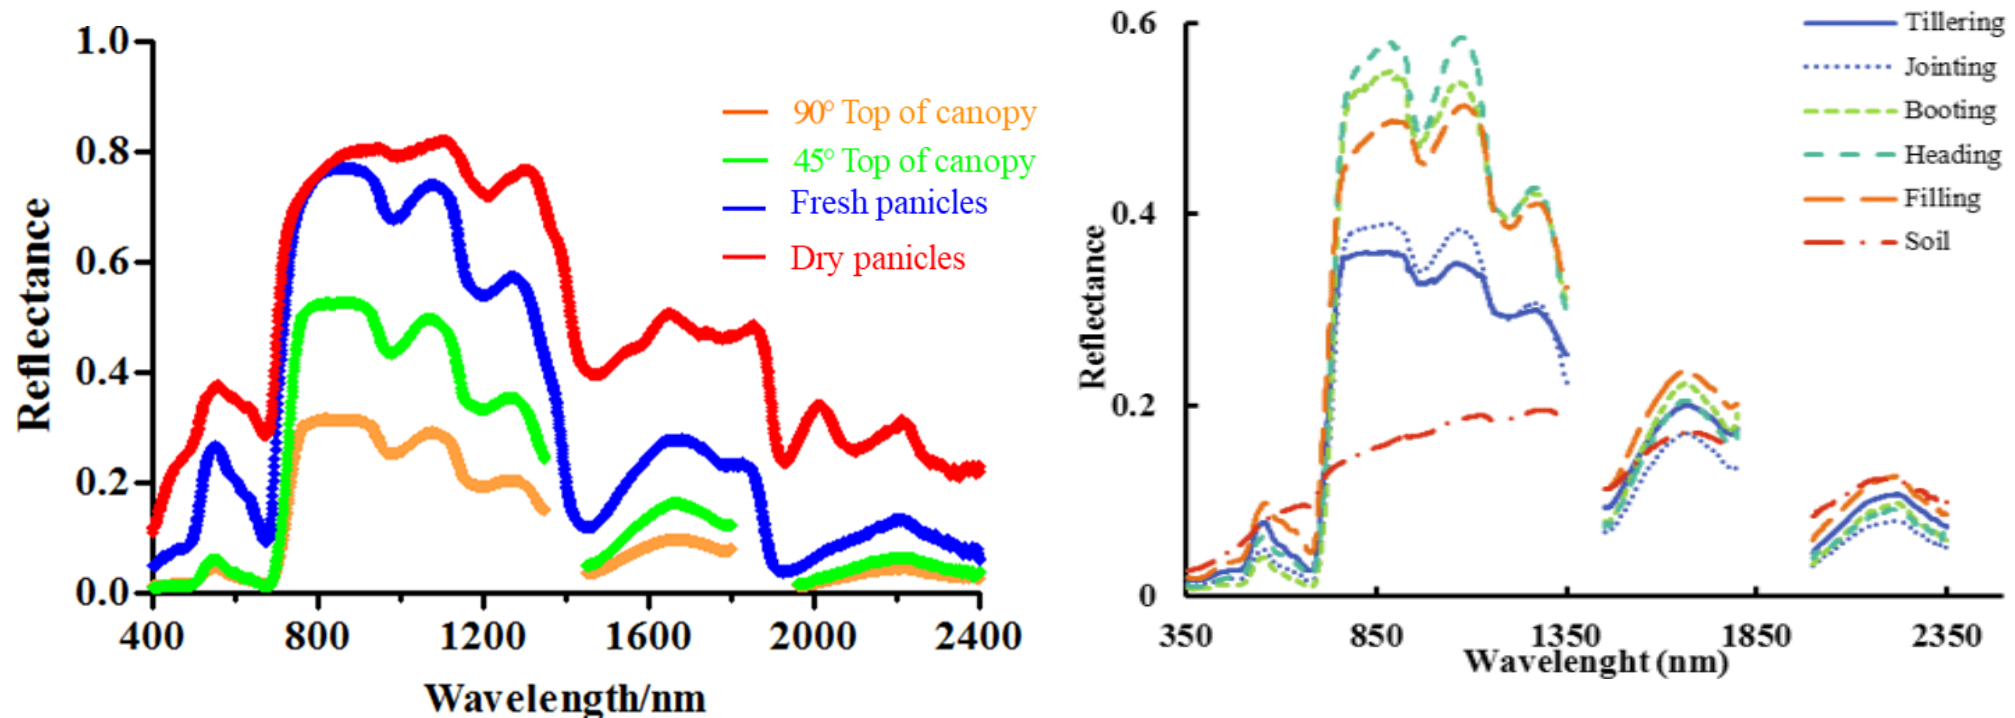 1.0
0.8
0.6
0.4
0.2
0.0
Reflectance
400 800 1200 1600 2000 2400
Wavelength/nm
90° Top of canopy
45° Top of canopy
Fresh panicles
Dry panicles
0.6
0.4
0.2
0
Reflectance
350 850 1350 1850 2350
Wavelenght (nm)
Tillering
Jointing
Booting
Heading
Filling
Soil